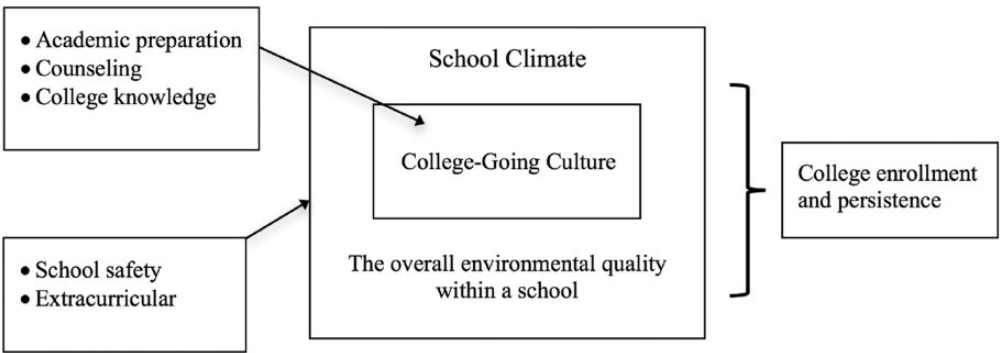 • Academic preparation
• Counseling
• College knowledge
School Climate
College-Going Culture
The overall environmental quality
within a school
• School safety
• Extracurricular
College enrollment
and persistence